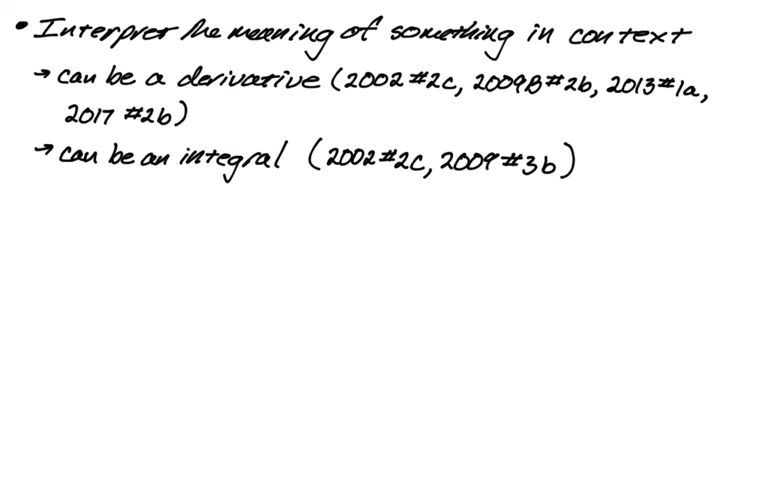 • Interpret the meaning of something in context
→ can be a derivative (2002 #2c, 2009B #2b, 2013 #1a,
2017 #2b)
→ can be an integral (2002 #2c, 2009 #3b)